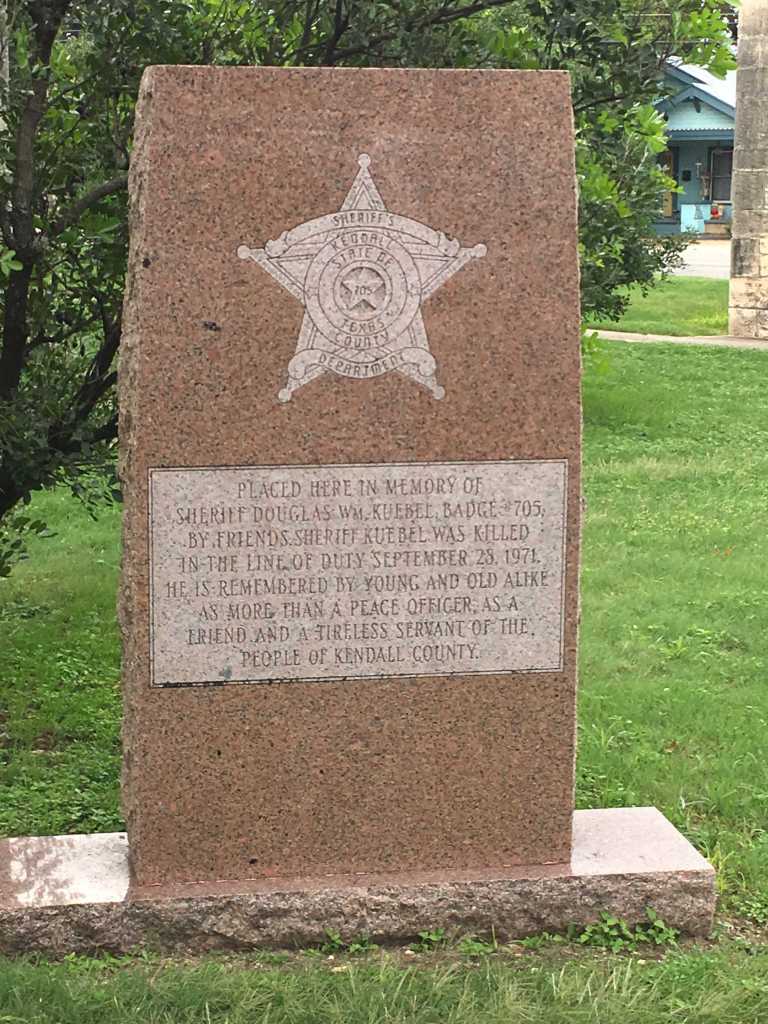 SHERIFF'S
KENDALL
STATE OF
705
TEXAS
COUNTY
DEPARTMENT
PLACED HERE IN MEMORY OF
SHERIFF DOUGLAS WM. KUEBEL, BADGE #705,
BY FRIENDS. SHERIFF KUEBEL WAS KILLED
IN THE LINE OF DUTY SEPTEMBER 28, 1971.
HE IS REMEMBERED BY YOUNG AND OLD ALIKE
AS MORE THAN A PEACE OFFICER, AS A
FRIEND AND A TIRELESS SERVANT OF THE
PEOPLE OF KENDALL COUNTY.